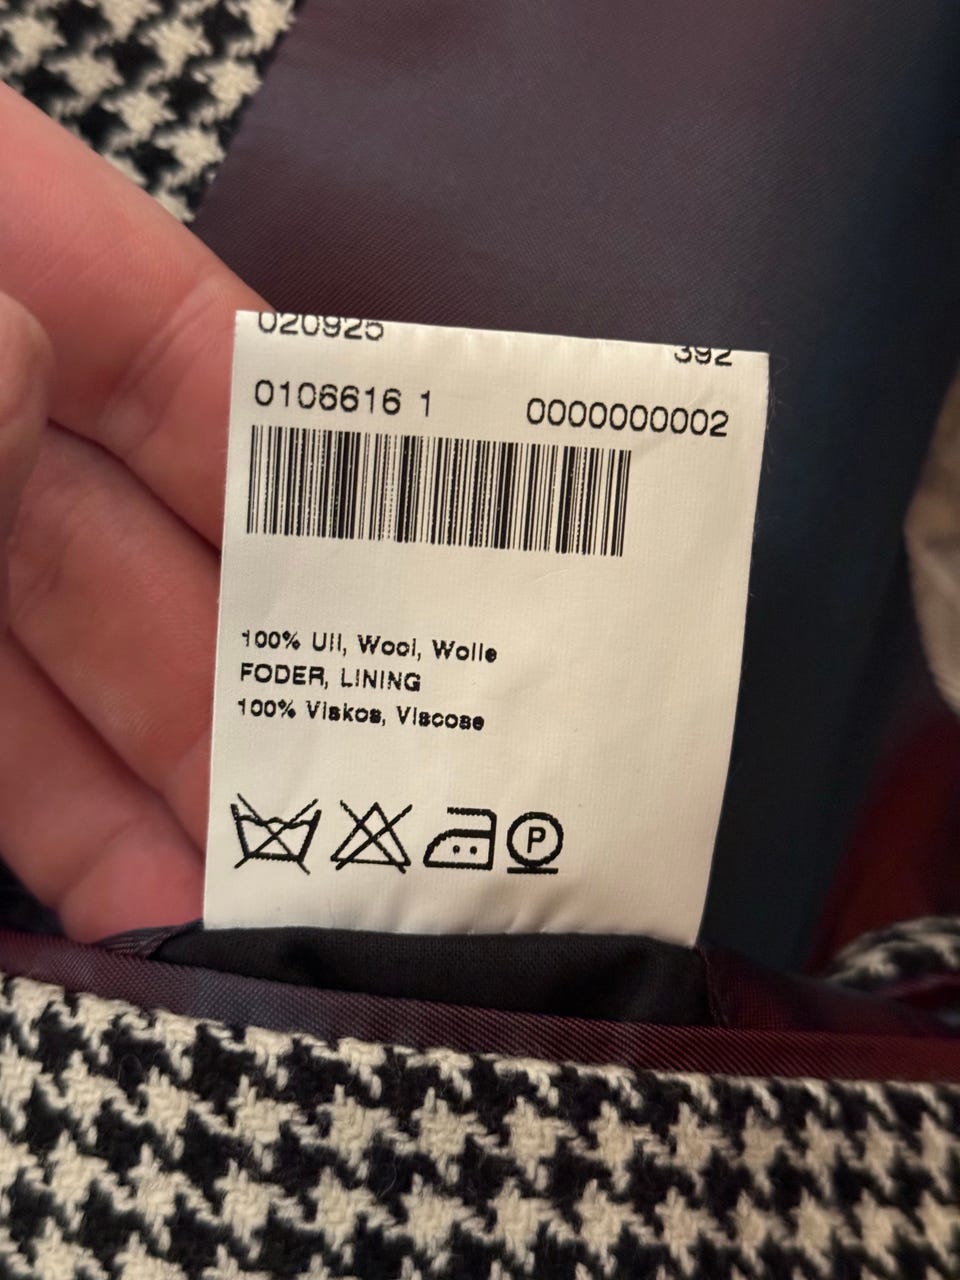 020925 392
0106616 1 0000000002
100% Ull, Wool, Wolle
FODER, LINING
100% Viskos, Viscose
P